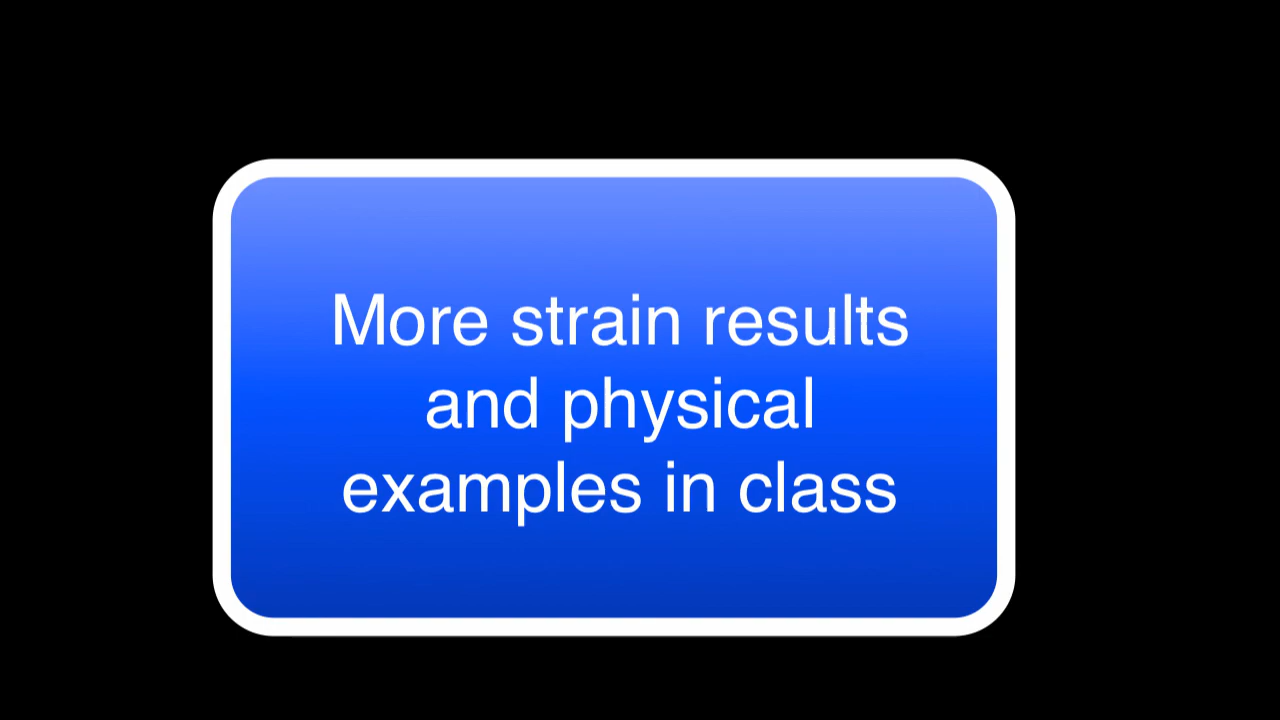 More strain results
and physical
examples in class